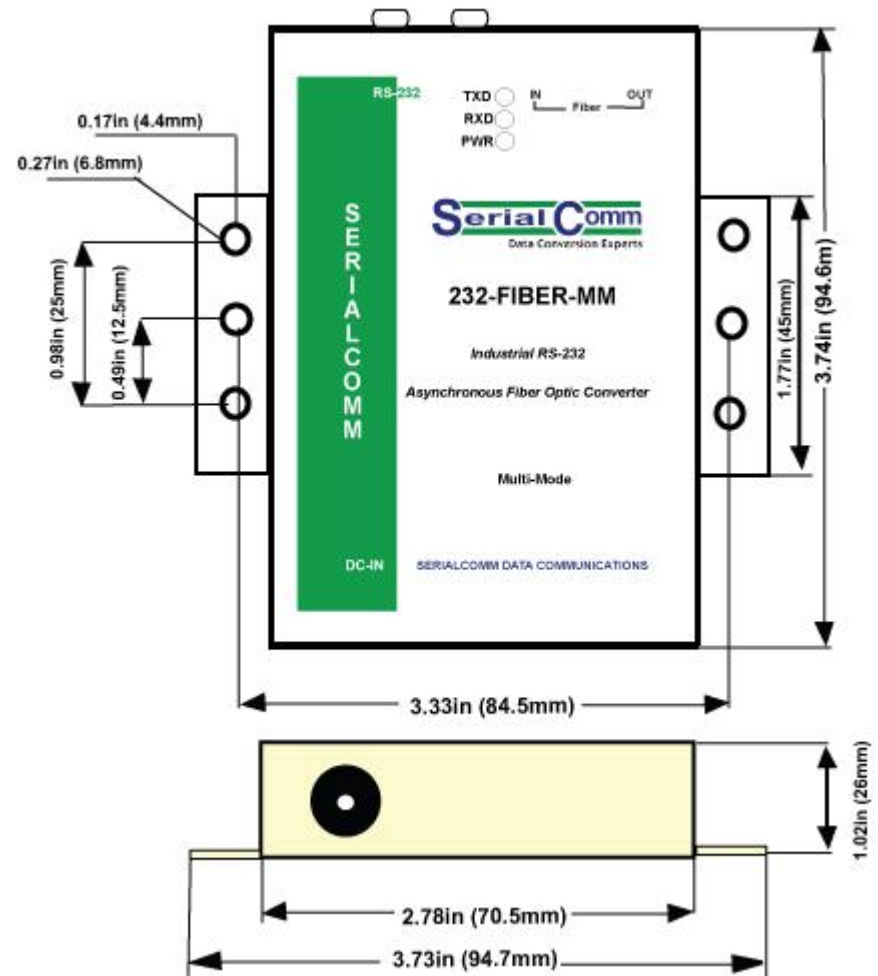 RS-232
TXD
RXD
PWR
IN
Fiber
OUT
0.17in (4.4mm)
0.27in (6.8mm)
0.98in (25mm)
0.49in (12.5mm)
SERIALCOMM
Serial Comm
Data Conversion Experts
232-FIBER-MM
Industrial RS-232
Asynchronous Fiber Optic Converter
Multi-Mode
DC-IN
SERIALCOMM DATA COMMUNICATIONS
1.77in (45mm)
3.74in (94.6m)
3.33in (84.5mm)
1.02in (26mm)
2.78in (70.5mm)
3.73in (94.7mm)